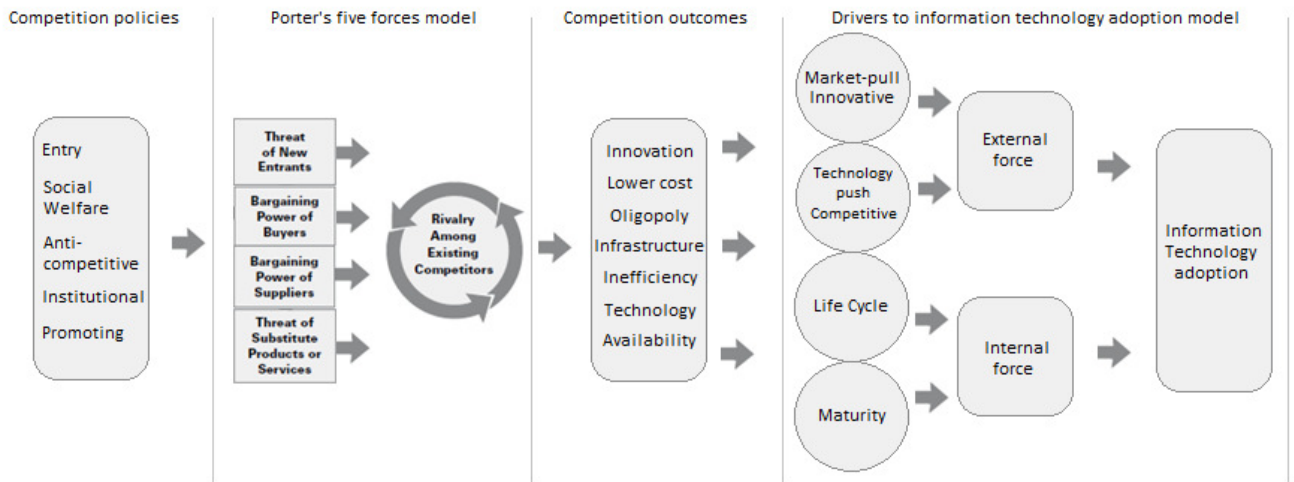 Competition policies
Porter's five forces model
Competition outcomes
Drivers to information technology adoption model
Entry
Social
Welfare
Anti-
competitive
Institutional
Promoting
Threat
of New
Entrants
Bargaining
Power of
Buyers
Bargaining
Power of
Suppliers
Threat of
Substitute
Products or
Services
Rivalry
Among
Existing
Competitors
Innovation
Lower cost
Oligopoly
Infrastructure
Inefficiency
Technology
Availability
Market-pull
Innovative
Technology
push
Competitive
Life Cycle
Maturity
External
force
Internal
force
Information
Technology
adoption